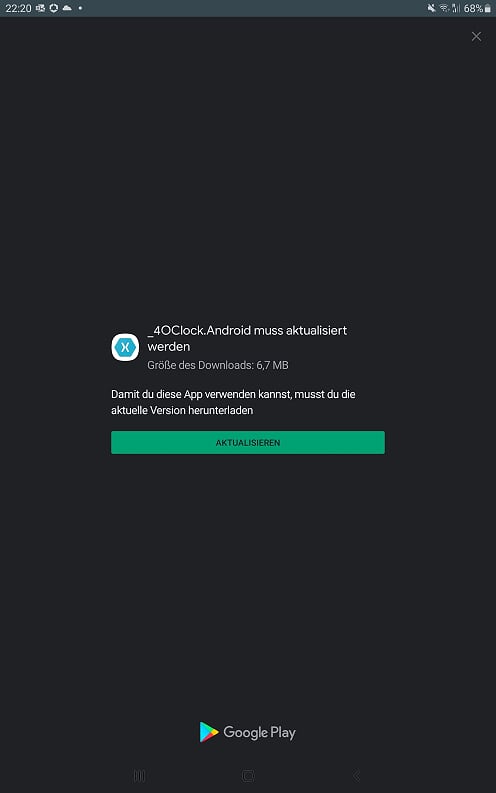 22:20
68%
_4OClock.Android muss aktualisiert
werden
Größe des Downloads: 6,7 MB
Damit du diese App verwenden kannst, musst du die
aktuelle Version herunterladen
AKTUALISIEREN
Google Play